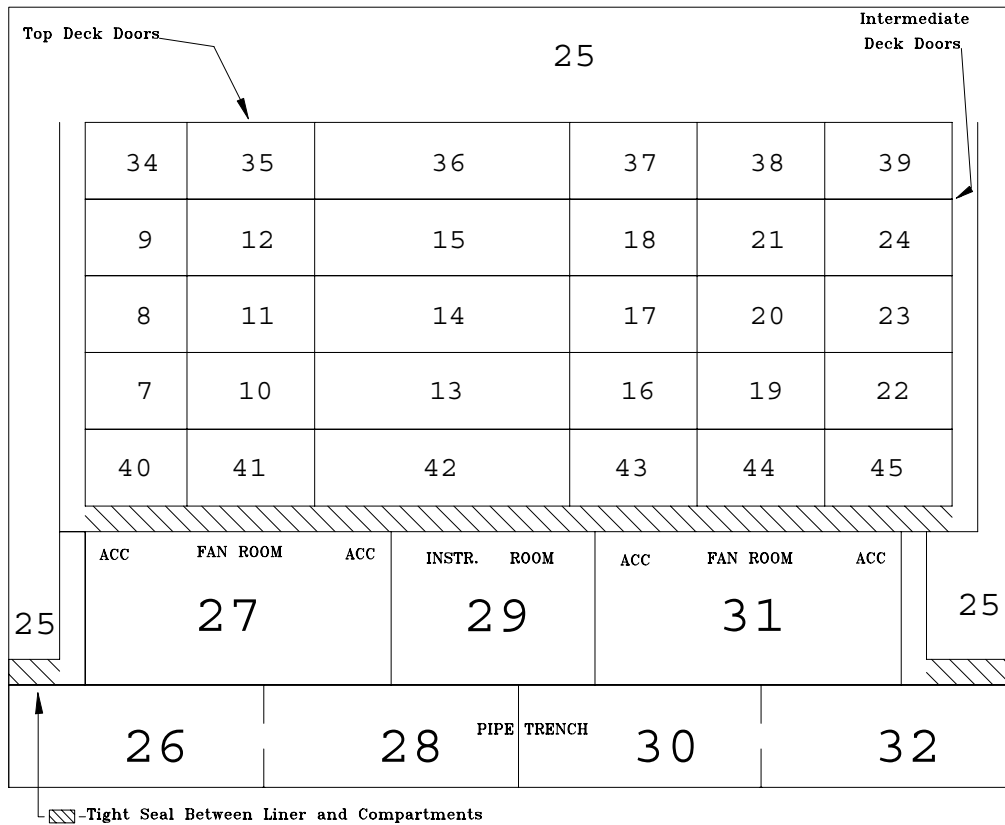 Top Deck Doors
Intermediate
Deck Doors
25
34 35 36 37 38 39
9 12 15 18 21 24
8 11 14 17 20 23
7 10 13 16 19 22
40 41 42 43 44 45
ACC FAN ROOM ACC INSTR. ROOM ACC FAN ROOM ACC
25 27 29 31 25
PIPE TRENCH
26 28 30 32
Tight Seal Between Liner and Compartments